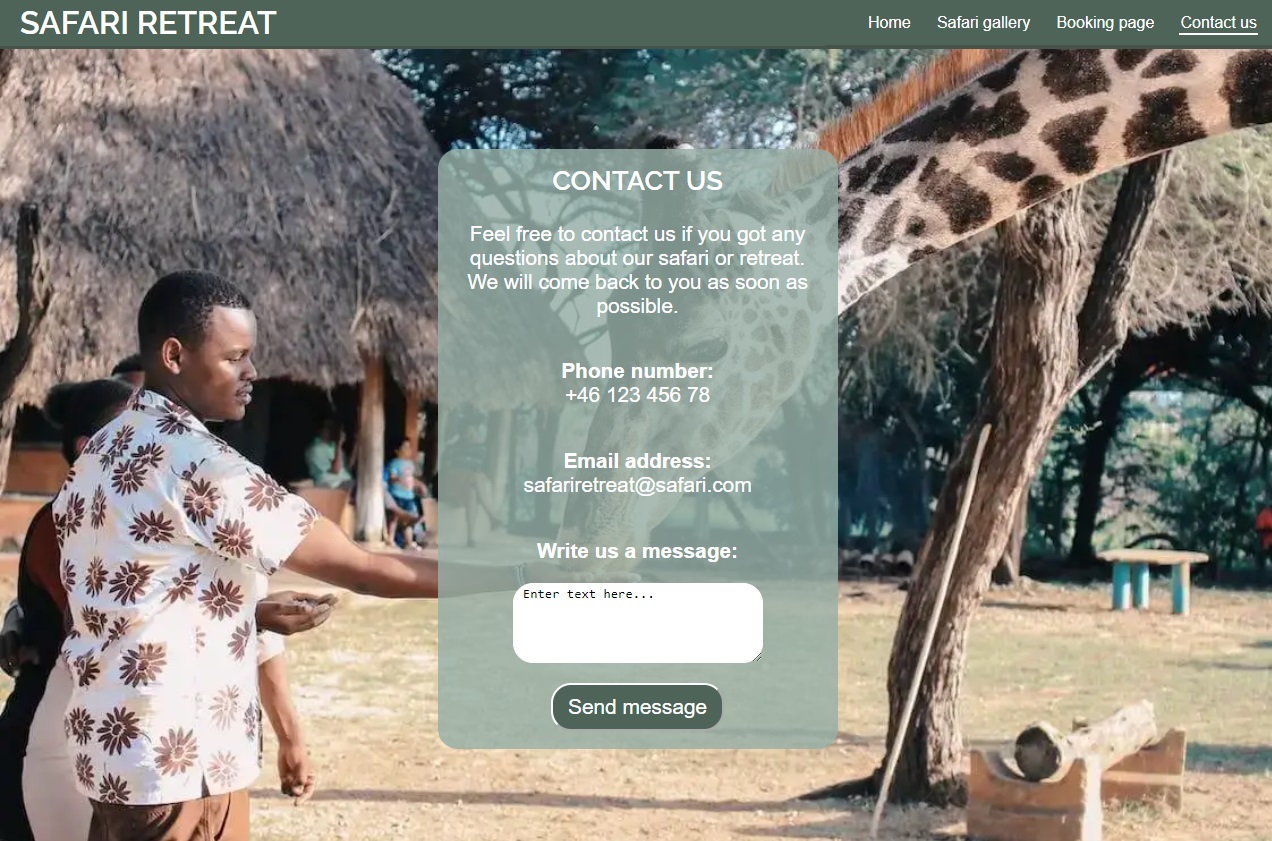 SAFARI RETREAT
Home Safari gallery Booking page Contact us
CONTACT US
Feel free to contact us if you got any
questions about our safari or retreat.
We will come back to you as soon as
possible.
Phone number:
+46 123 456 78
Email address:
safariretreat@safari.com
Write us a message:
Enter text here...
Send message